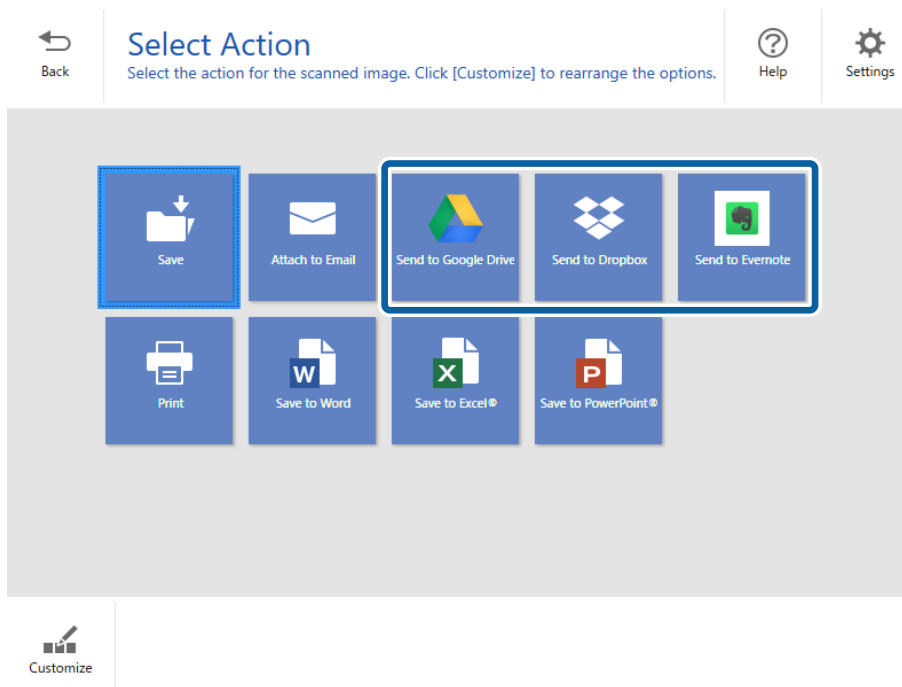 Back
Select Action
Select the action for the scanned image. Click [Customize] to rearrange the options.
Help
Settings
Save
Attach to Email
Send to Google Drive
Send to Dropbox
Send to Evernote
Print
W
Save to Word
X
Save to Excel®
P
Save to PowerPoint®
Customize